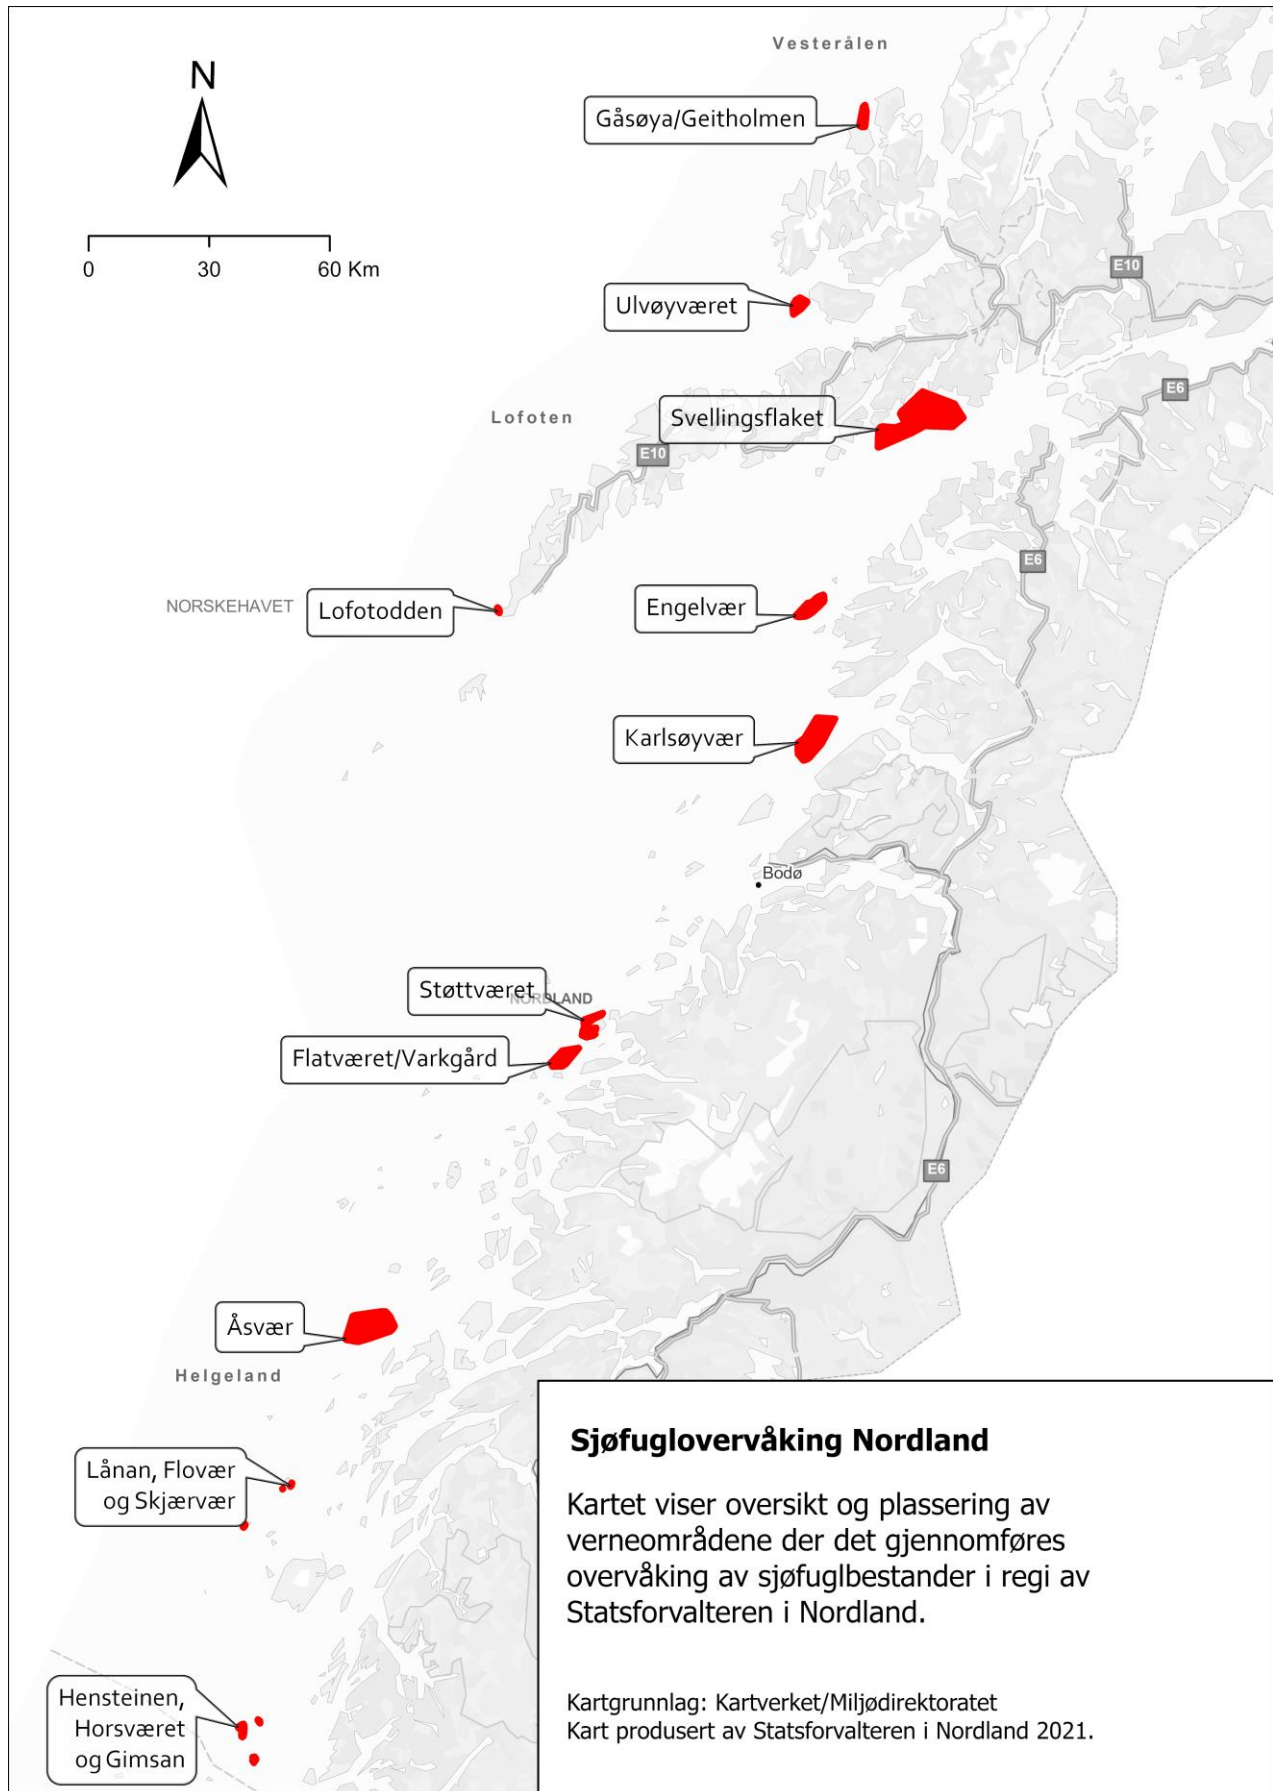 Vesterålen
N
Gåsøya/Geitholmen
0 30 60 Km
E10
Ulvøyværet
E6
Svellingsflaket
Lofoten
E10
E6
NORSKEHAVET
Lofotodden
Engelvær
Karlsøyvær
Bodø
Støttværet
NORDLAND
Flatværet/Varkgård
E6
Åsvær
Helgeland
Lånan, Flovær
og Skjærvær
Hensteinen,
Horsværet
og Gimsan
Sjøfuglovervåking Nordland
Kartet viser oversikt og plassering av
verneområdene der det gjennomføres
overvåking av sjøfuglbestander i regi av
Statsforvalteren i Nordland.
Kartgrunnlag: Kartverket/Miljødirektoratet
Kart produsert av Statsforvalteren i Nordland 2021.